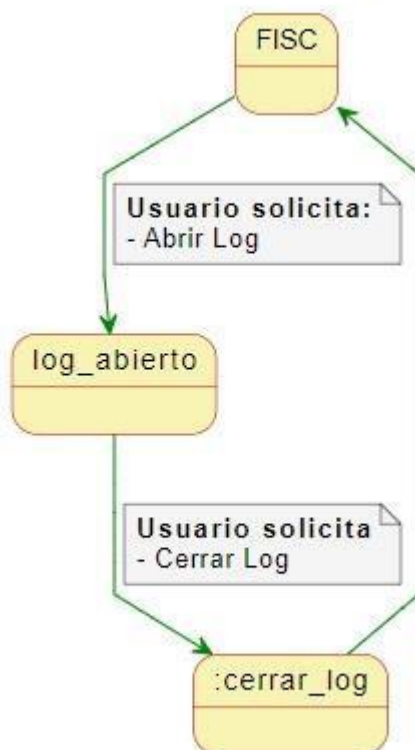 FISC
Usuario solicita:
- Abrir Log
log_abierto
Usuario solicita
- Cerrar Log
:cerrar_log